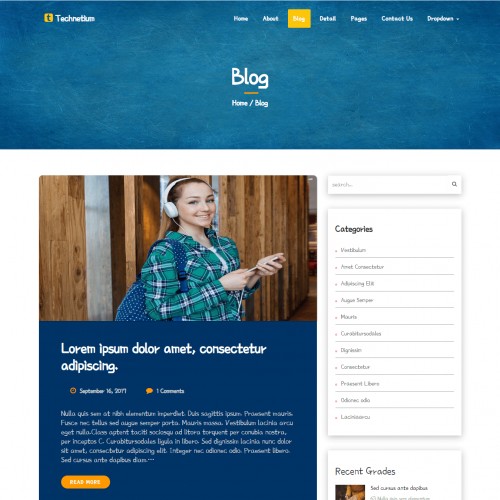 t Technetium
Home About Blog Detail Pages Contact Us Dropdown
Blog
Home / Blog
search...
Lorem ipsum dolor amet, consectetur
adipiscing.
September 16, 2017 1 Comments
Nulla quis sem at nibh elementum imperdiet. Duis sagittis ipsum. Praesent mauris.
Fusce nec tellus sed augue semper porta. Mauris massa. Vestibulum lacinia arcu
eget nulla.Class aptent taciti sociosqu ad litora torquent per conubia nostra,
per inceptos C. Curabitursodales ligula in libero. Sed dignissim lacinia nunc dolor
sit amet, consectetur adipiscing elit. Integer nec odionec odionec. Praesent libero.
Sed cursus ante dapibus diam.
READ MORE
Categories
Vestibulum
Amet Consectetur
Adipiscing Elit
Augue Semper
Mauris
Curabitursodales
Dignissim
Consectetur
Praesent Libero
Odionec odio
Laciniaarcu
Recent Grades
Sed cursus ante dapibus